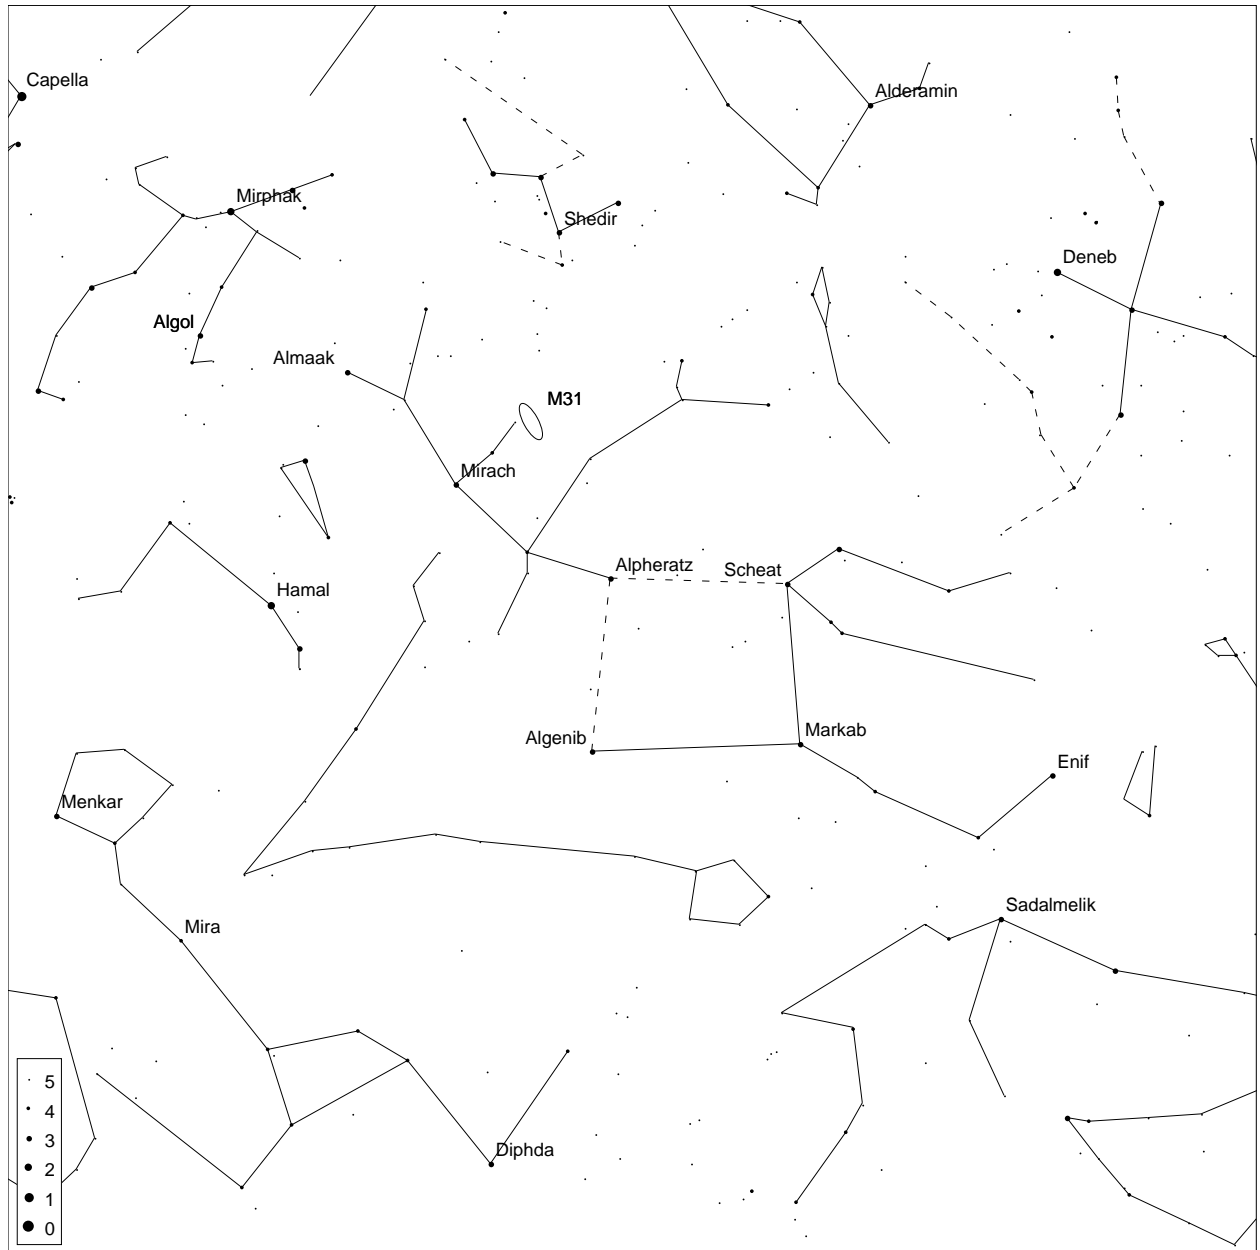 Capella
Alderamin
Mirphak
Shedir
Deneb
Algol
Almaak
M31
Mirach
Alpheratz
Scheat
Hamal
Markab
Algenib
Enif
Menkar
Sadalmelik
Mira
5
4
3
Diphda
2
1
0